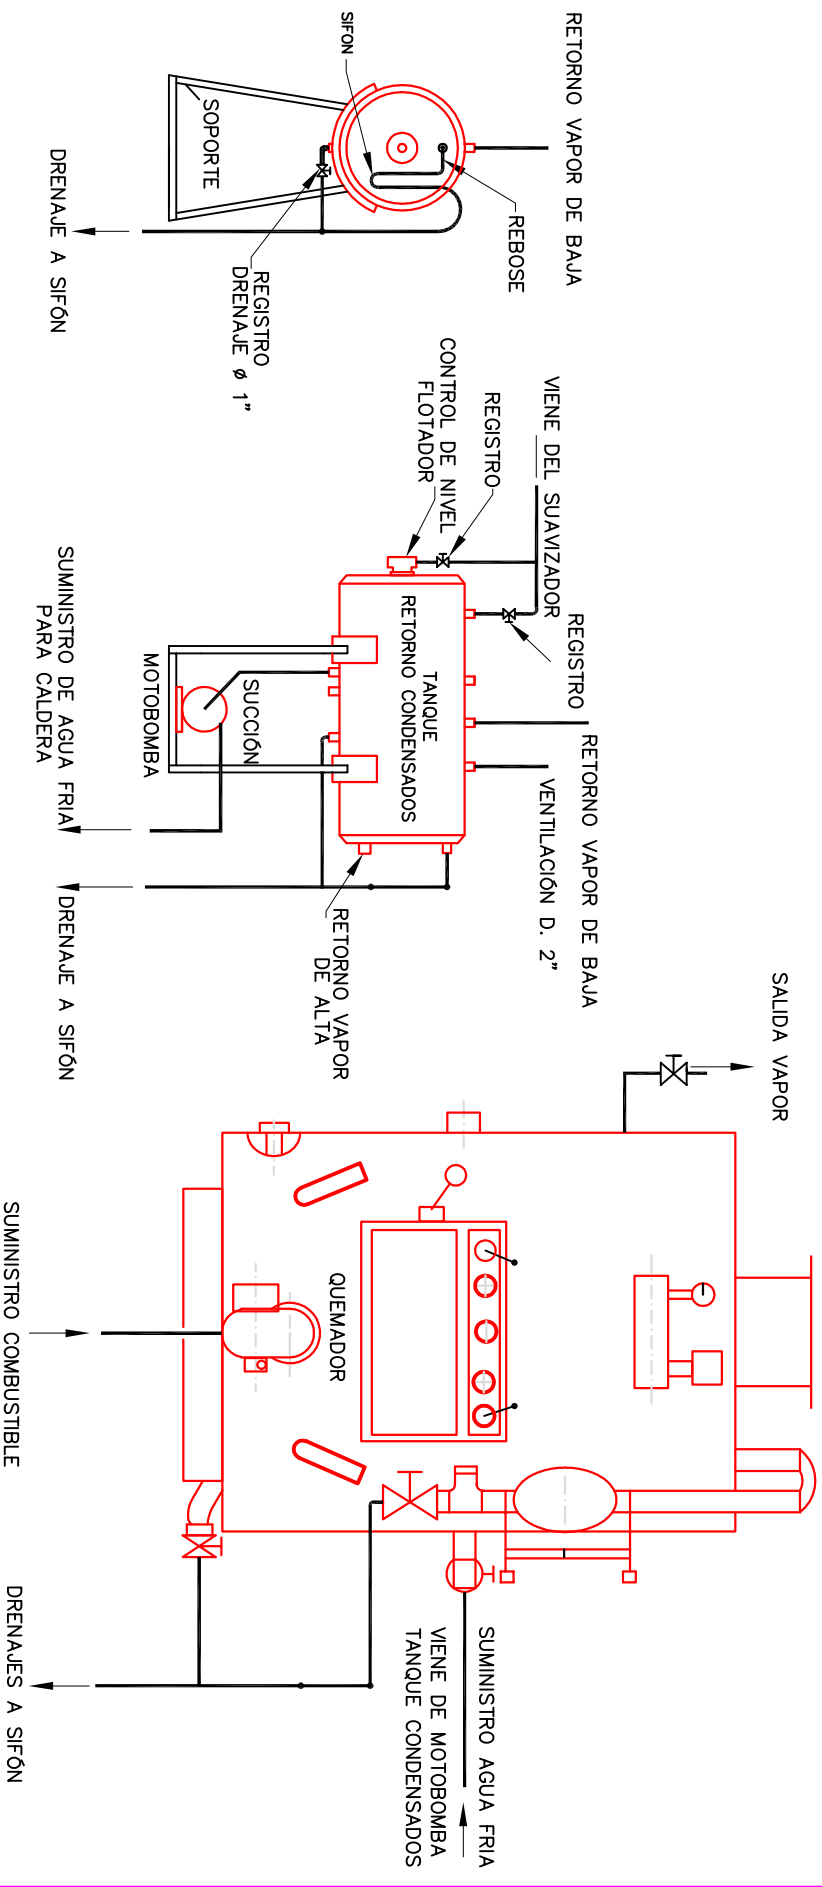 RETORNO VAPOR DE BAJA
SIFON
SOPORTE
REBOSE
DRENAJE A SIFÓN
REGISTRO
DRENAJE Ø 1"
VIENE DEL SUAVIZADOR
REGISTRO
CONTROL DE NIVEL
FLOTADOR
REGISTRO
TANQUE
RETORNO CONDENSADOS
RETORNO VAPOR DE BAJA
VENTILACIÓN D. 2"
SUCCIÓN
MOTOBOMBA
SUMINISTRO DE AGUA FRIA
PARA CALDERA
DRENAJE A SIFÓN
RETORNO VAPOR
DE ALTA
SALIDA VAPOR
QUEMADOR
SUMINISTRO COMBUSTIBLE
SUMINISTRO AGUA FRIA
VIENE DE MOTOBOMBA
TANQUE CONDENSADOS
DRENAJES A SIFÓN